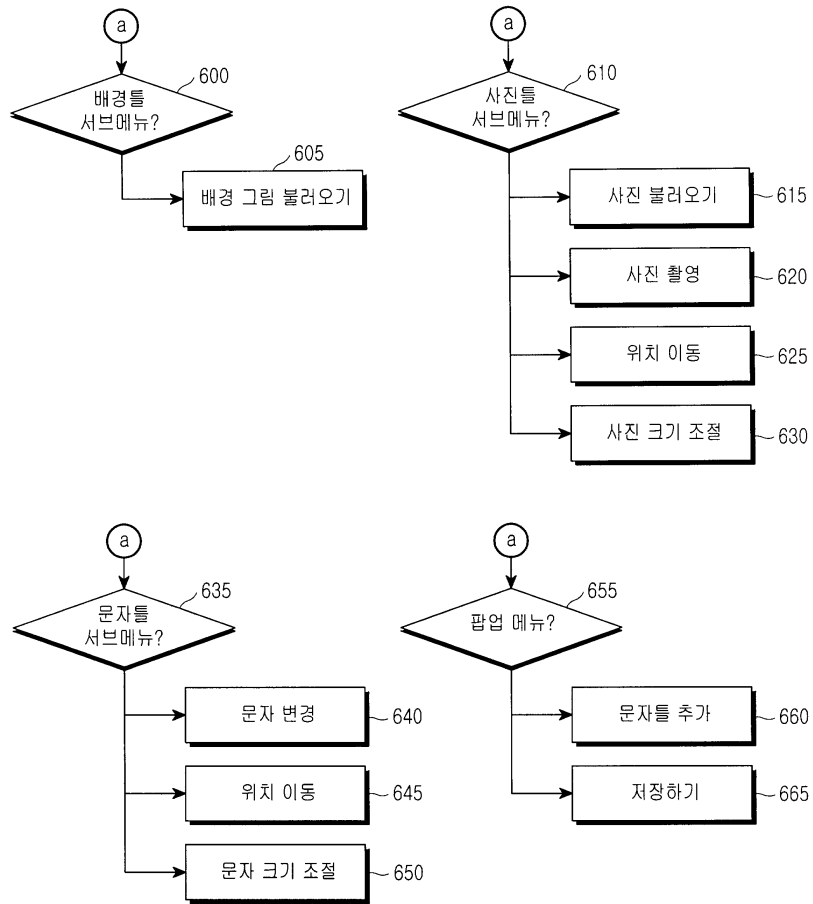 a
600
배경틀
서브메뉴?
605
배경 그림 불러오기
a
610
사진틀
서브메뉴?
사진 불러오기
615
사진 촬영
620
위치 이동
625
사진 크기 조절
630
a
635
문자틀
서브메뉴?
문자 변경
640
위치 이동
645
문자 크기 조절
650
a
655
팝업 메뉴?
문자틀 추가
660
저장하기
665